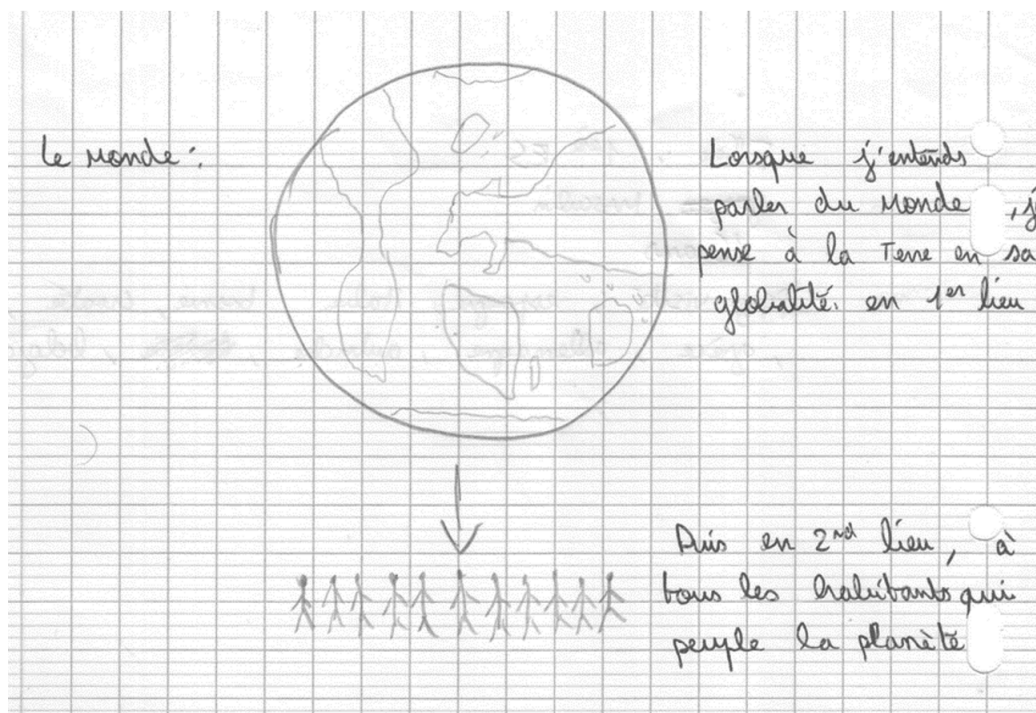 Le Monde :
Lorsque j'entends
parler du Monde, j
pense à la Terre en sa
globalité. en 1er lieu
Puis en 2nd lieu, à
tous les habitants qui
peuple la planète